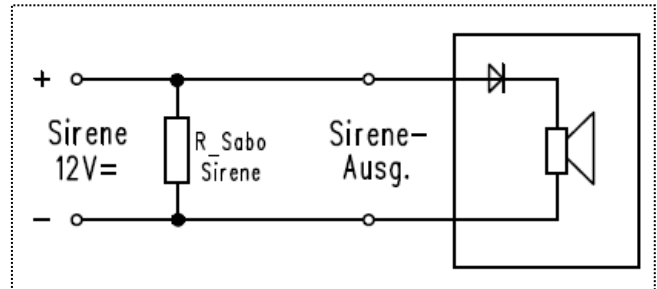 +
Sirene
12V=
−
R_Sabo
Sirene
Sirene-
Ausg.